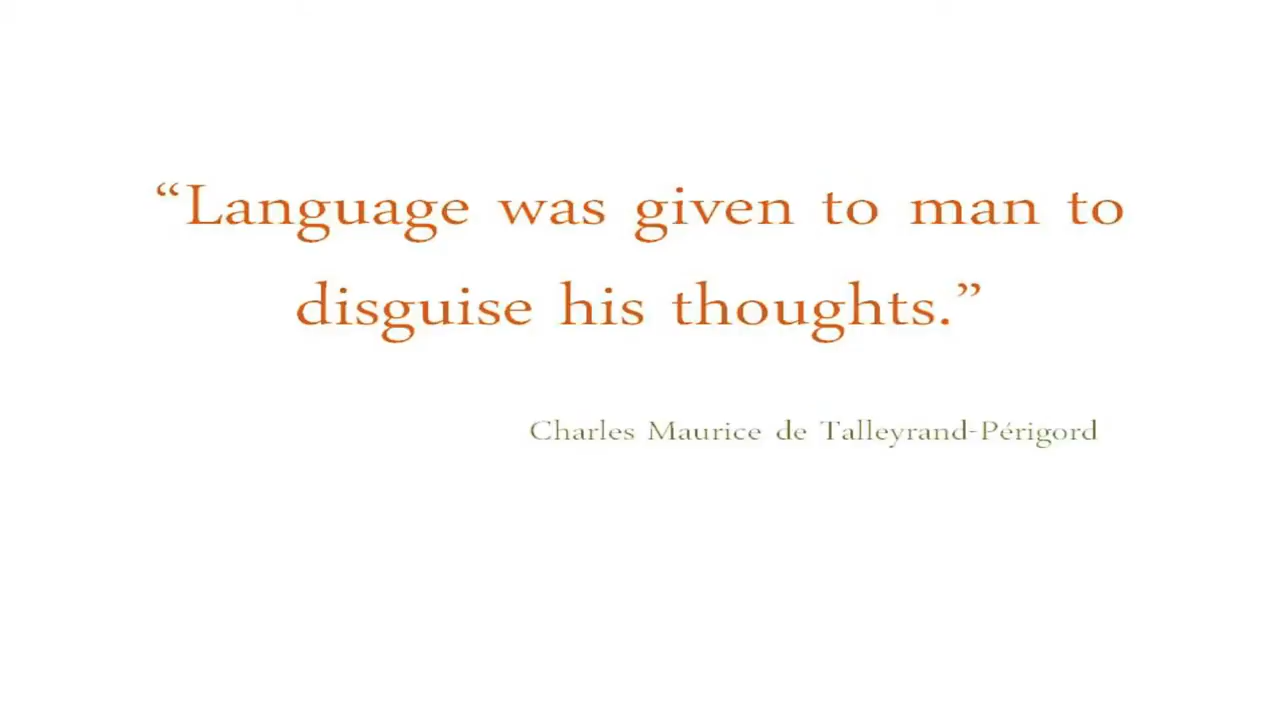 “Language was given to man to
disguise his thoughts.”
Charles Maurice de Talleyrand-Périgord